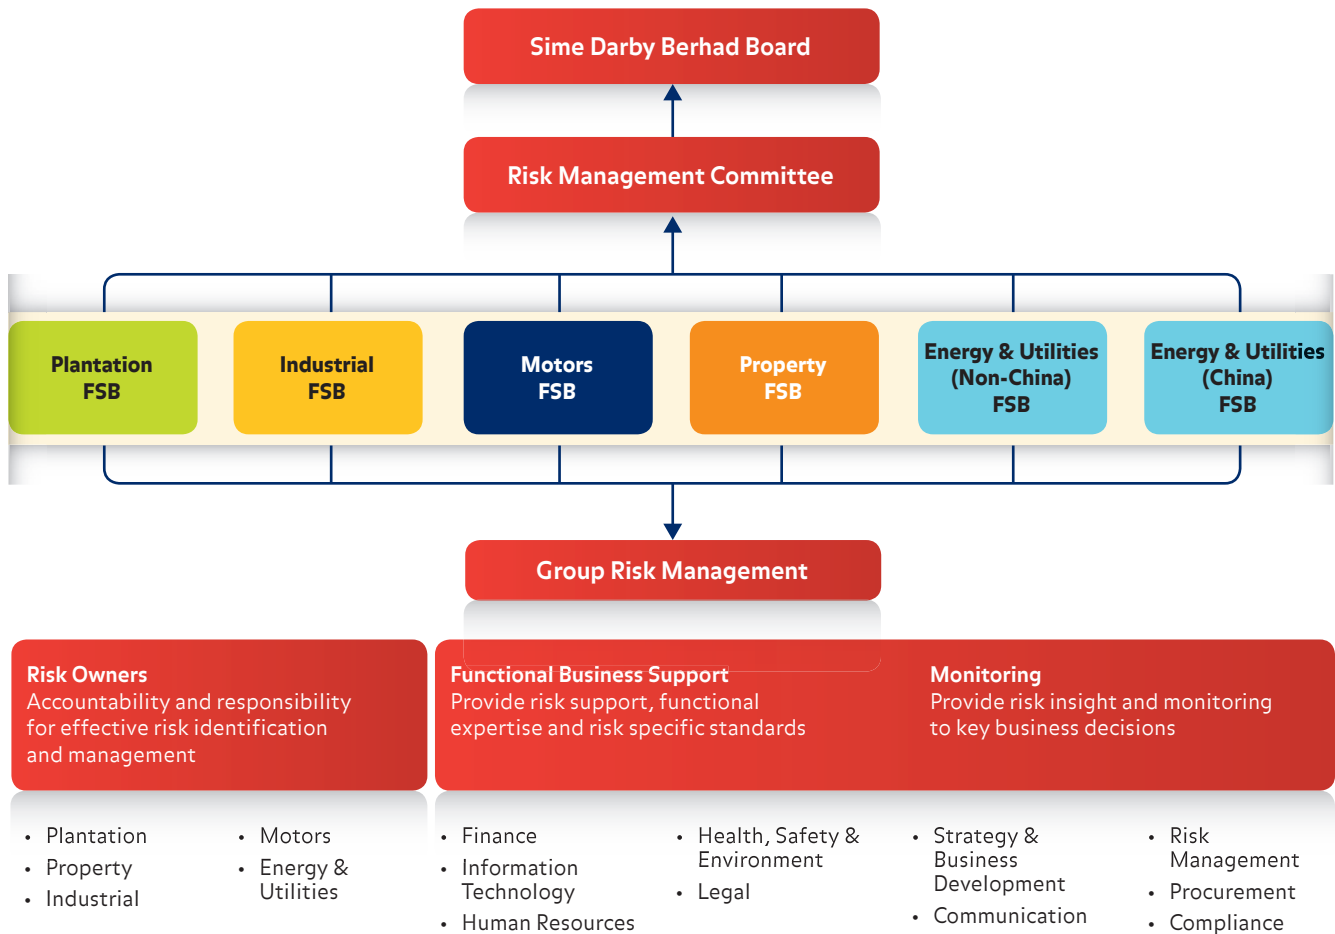 Sime Darby Berhad Board
Risk Management Committee
Plantation
FSB
Industrial
FSB
Motors
FSB
Property
FSB
Energy & Utilities
(Non-China)
FSB
Energy & Utilities
(China)
FSB
Group Risk Management
Risk Owners
Accountability and responsibility
for effective risk identification
and management
Functional Business Support
Provide risk support, functional
expertise and risk specific standards
Monitoring
Provide risk insight and monitoring
to key business decisions
• Plantation
• Property
• Industrial
• Motors
• Energy &
Utilities
• Finance
• Information
Technology
• Human Resources
• Health, Safety &
Environment
• Legal
• Strategy &
Business
Development
• Communication
• Risk
Management
• Procurement
• Compliance